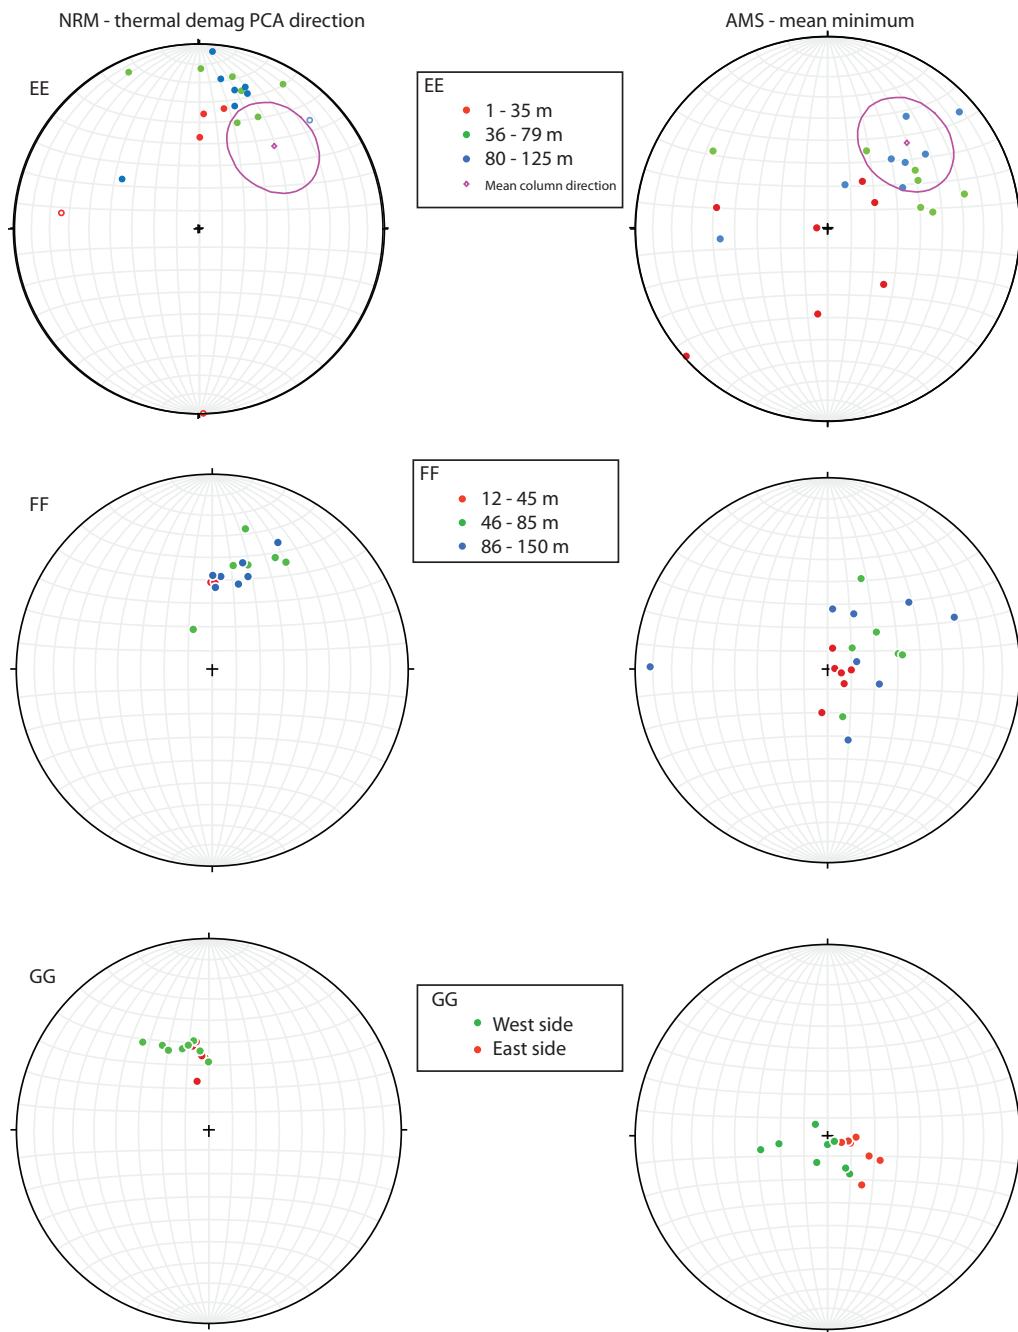 NRM - thermal demag PCA direction
AMS - mean minimum
EE
EE
1 - 35 m
36 - 79 m
80 - 125 m
Mean column direction
FF
FF
12 - 45 m
46 - 85 m
86 - 150 m
GG
GG
West side
East side